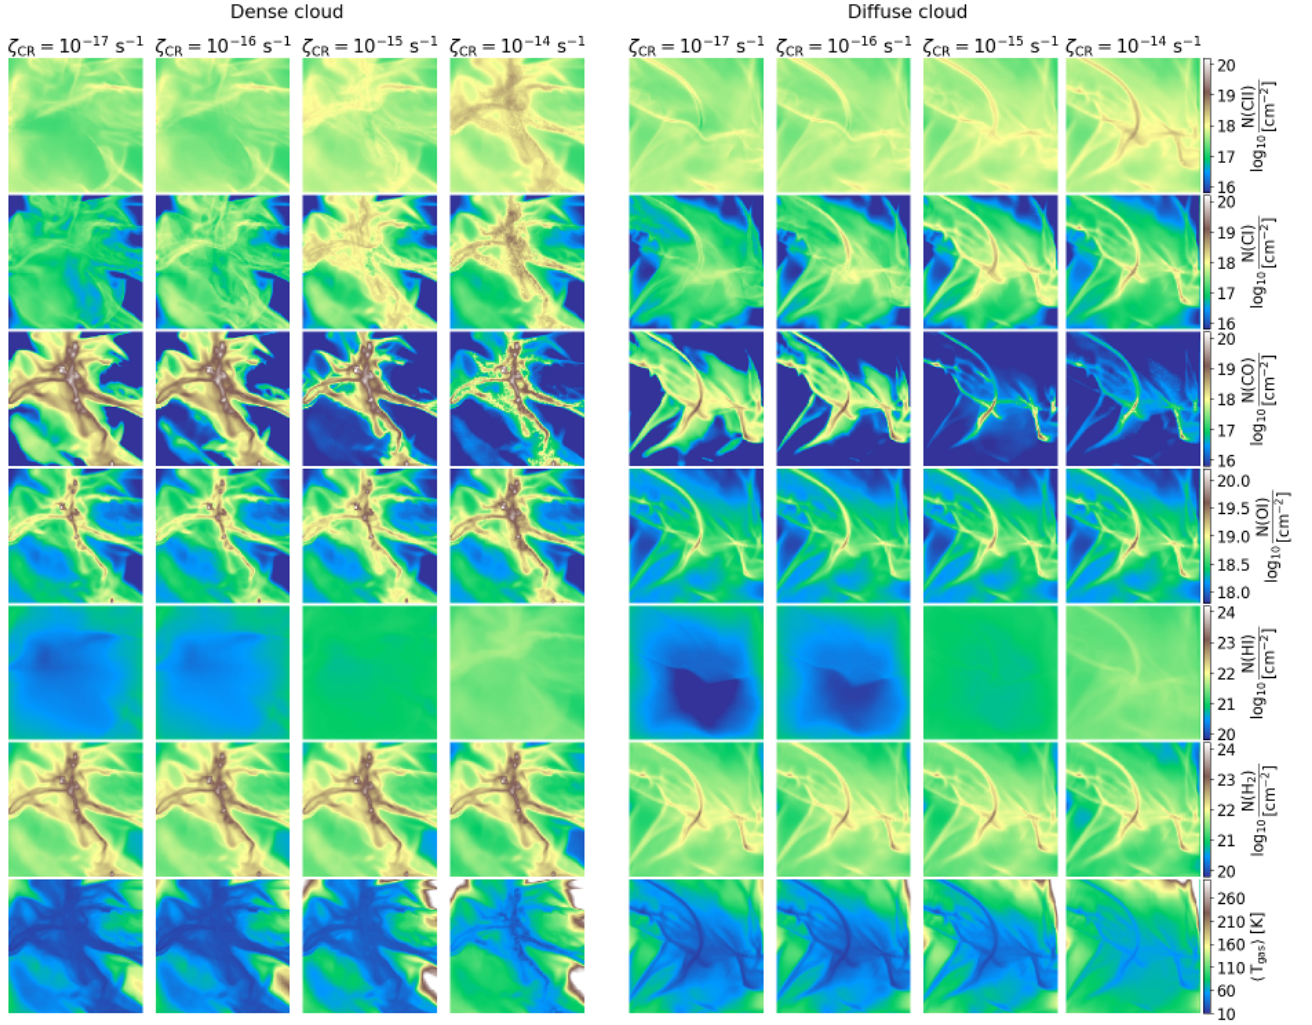 Dense cloud
Diffuse cloud
ζCR = 10−17 s−1
ζCR = 10−16 s−1
ζCR = 10−15 s−1
ζCR = 10−14 s−1
ζCR = 10−17 s−1
ζCR = 10−16 s−1
ζCR = 10−15 s−1
ζCR = 10−14 s−1
20
19
18
17
16
log10 N(CII) [cm−2]
20
19
18
17
16
log10 N(CI) [cm−2]
20
19
18
17
16
log10 N(CO) [cm−2]
20.0
19.5
19.0
18.5
18.0
log10 N(OI) [cm−2]
24
23
22
21
20
log10 N(HI) [cm−2]
24
23
22
21
20
log10 N(H2) [cm−2]
260
210
160
110
60
10
⟨Tgas⟩ [K]